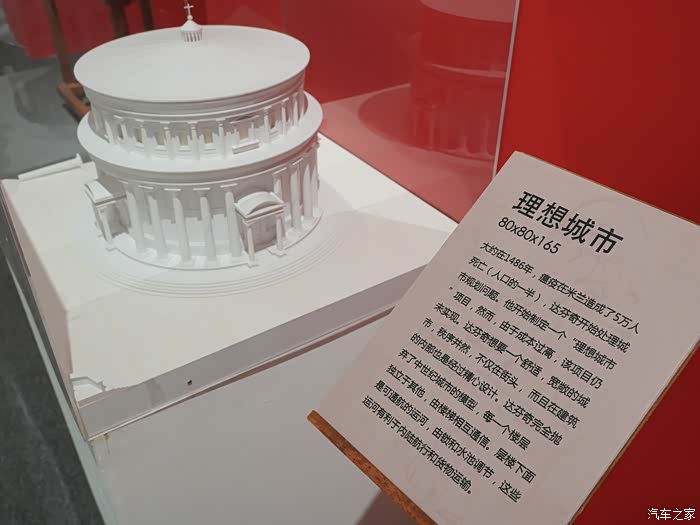 理想城市
80x80x165
大约在1486年，瘟疫在米兰造成了5万人
死亡（人口的一半），达芬奇开始处理城
市规划问题。他开始制定一个“理想城市
”项目，然而，由于成本过高，该项目仍
未实现。达芬奇想要一个舒适，宽敞的城
市，秩序井然，不仅在街头，而且在建筑
的内部也是经过精心设计。达芬奇完全抛
弃了中世纪城市的模型，每一个楼层
独立于其他，由楼梯相互通信。层楼下面
是可通航的运河，由锁和水池调节，这些
运河有利于内陆航行和货物运输。
汽车之家